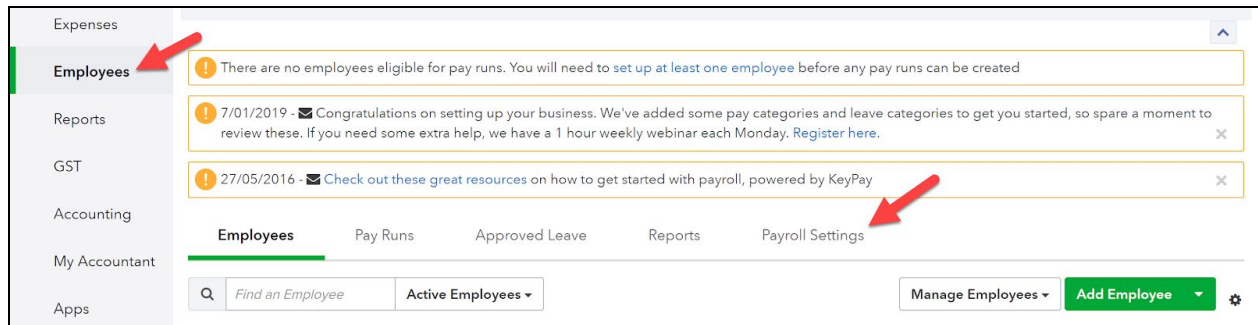 Expenses
Employees
Reports
GST
Accounting
My Accountant
Apps
There are no employees eligible for pay runs. You will need to set up at least one employee before any pay runs can be created
7/01/2019 - Congratulations on setting up your business. We've added some pay categories and leave categories to get you started, so spare a moment to
review these. If you need some extra help, we have a 1 hour weekly webinar each Monday. Register here.
27/05/2016 - Check out these great resources on how to get started with payroll, powered by KeyPay
Employees Pay Runs Approved Leave Reports Payroll Settings
Find an Employee Active Employees Manage Employees Add Employee